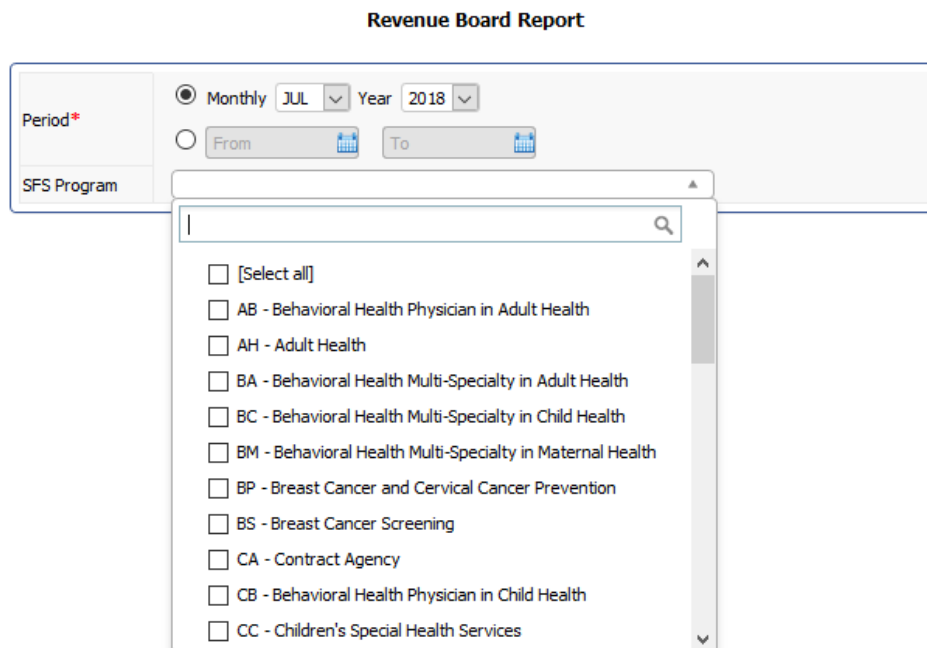 Revenue Board Report
Period*
Monthly JUL Year 2018
From To
SFS Program
[Select all]
AB - Behavioral Health Physician in Adult Health
AH - Adult Health
BA - Behavioral Health Multi-Specialty in Adult Health
BC - Behavioral Health Multi-Specialty in Child Health
BM - Behavioral Health Multi-Specialty in Maternal Health
BP - Breast Cancer and Cervical Cancer Prevention
BS - Breast Cancer Screening
CA - Contract Agency
CB - Behavioral Health Physician in Child Health
CC - Children's Special Health Services